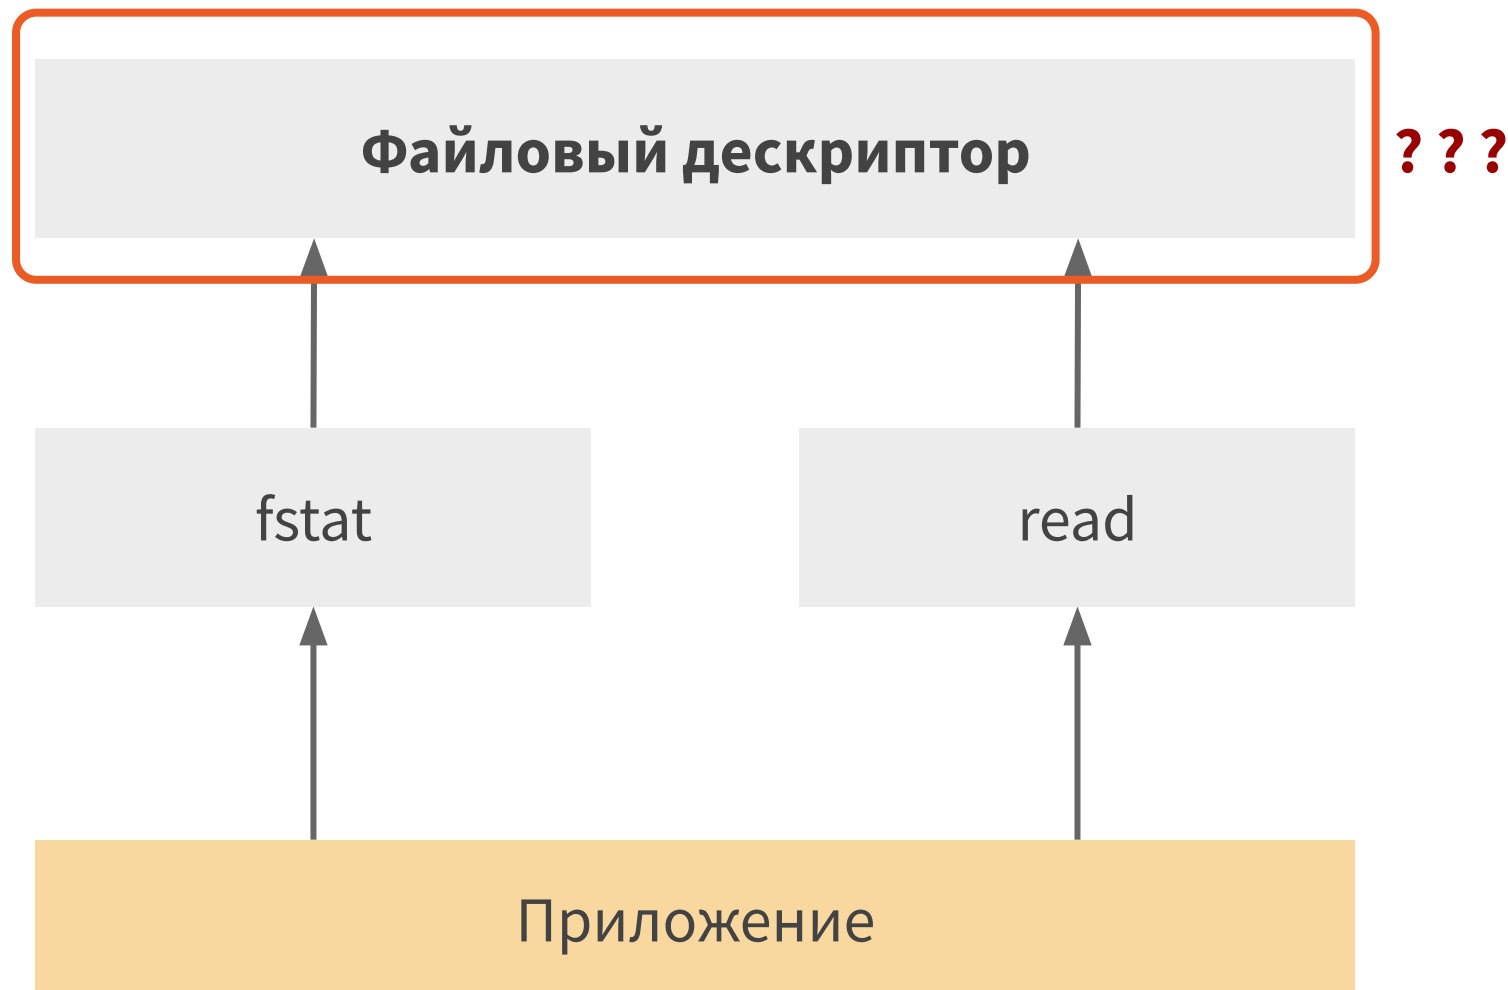 Файловый дескриптор
? ? ?
fstat
read
Приложение